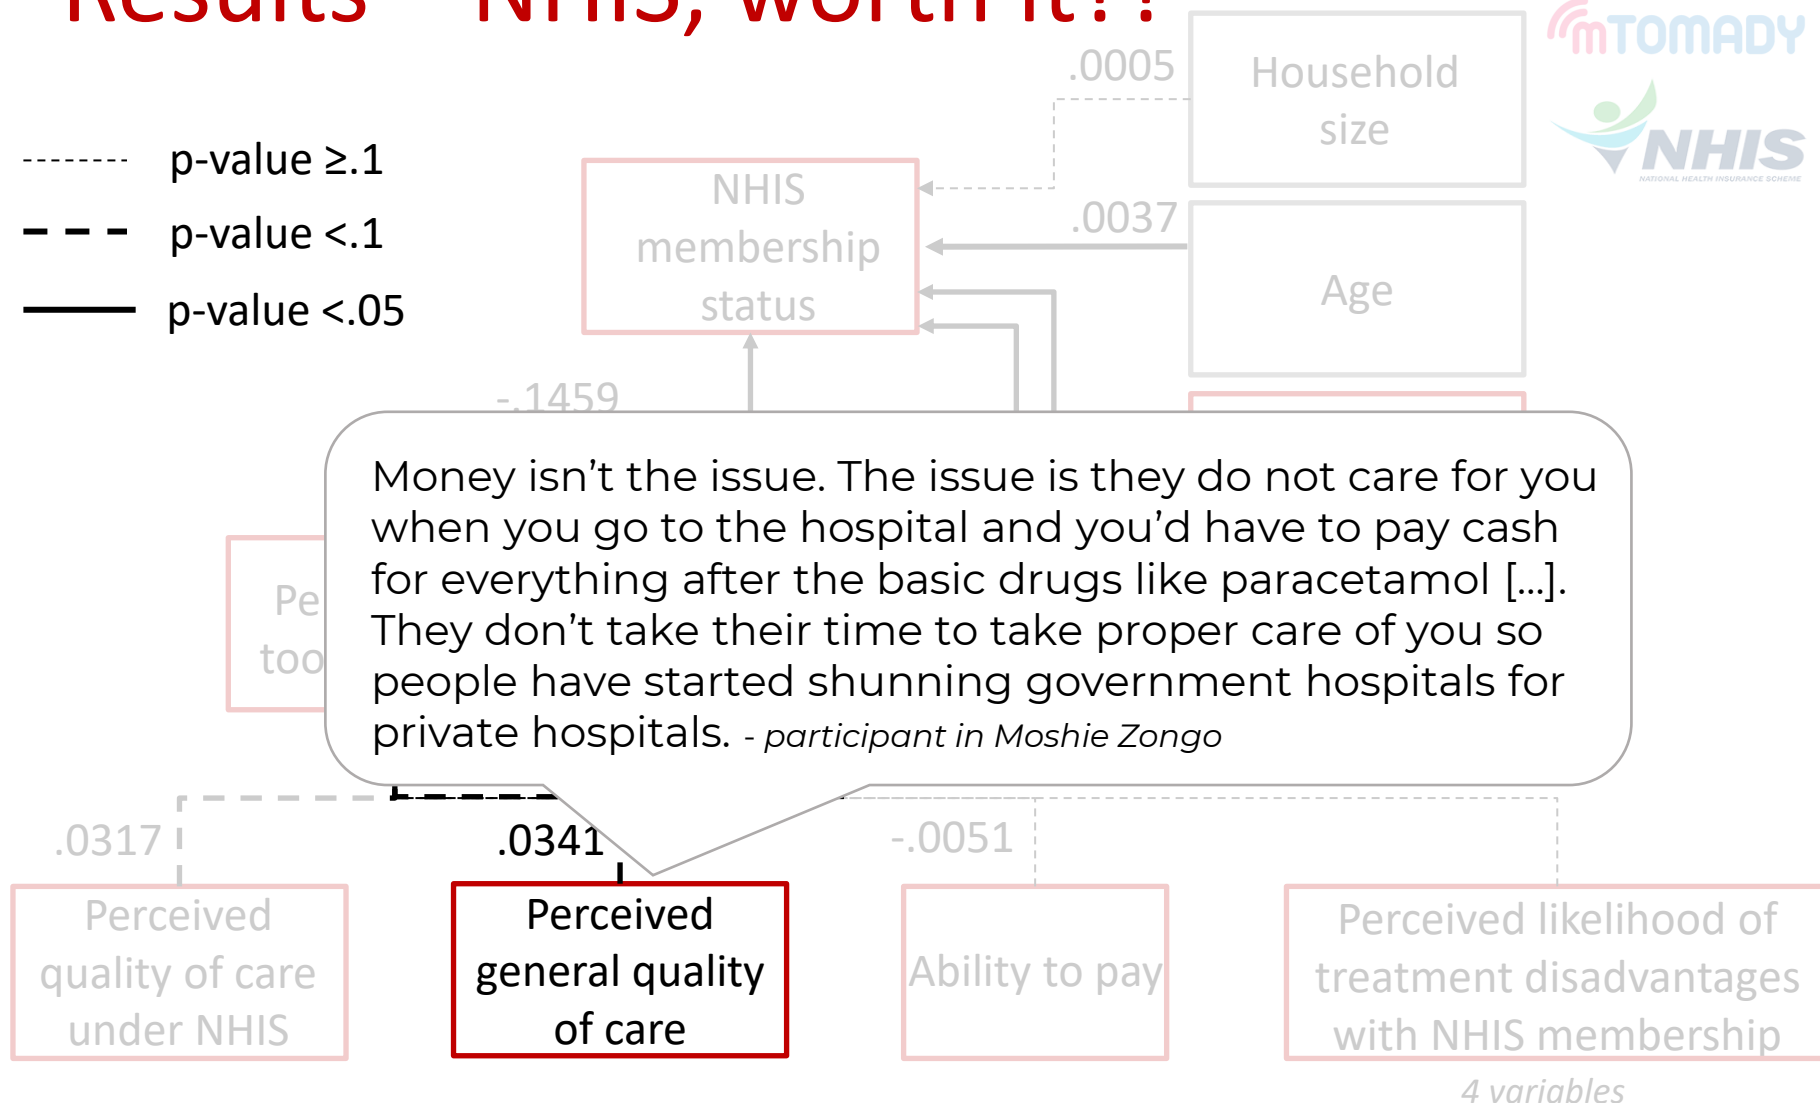 Results – NHIS, worth it??
mTOMADY
NHIS
NATIONAL HEALTH INSURANCE SCHEME
p-value ≥.1
p-value <.1
p-value <.05
.0005
Household
size
NHIS
membership
status
.0037
Age
-.1459
Money isn’t the issue. The issue is they do not care for you
when you go to the hospital and you’d have to pay cash
for everything after the basic drugs like paracetamol [...].
They don’t take their time to take proper care of you so
people have started shunning government hospitals for
private hospitals. - participant in Moshie Zongo
Pe
too
.0317
.0341
-.0051
Perceived
quality of care
under NHIS
Perceived
general quality
of care
Ability to pay
Perceived likelihood of
treatment disadvantages
with NHIS membership
4 variables